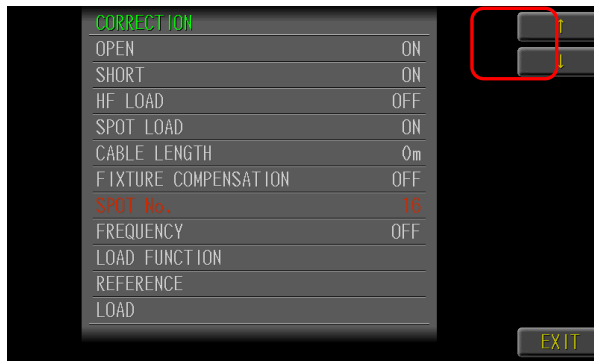 CORRECTION
↑
OPEN ON
↓
SHORT ON
HF LOAD OFF
SPOT LOAD ON
CABLE LENGTH 0m
FIXTURE COMPENSATION OFF
SPOT No. 16
FREQUENCY OFF
LOAD FUNCTION
REFERENCE
LOAD
EXIT